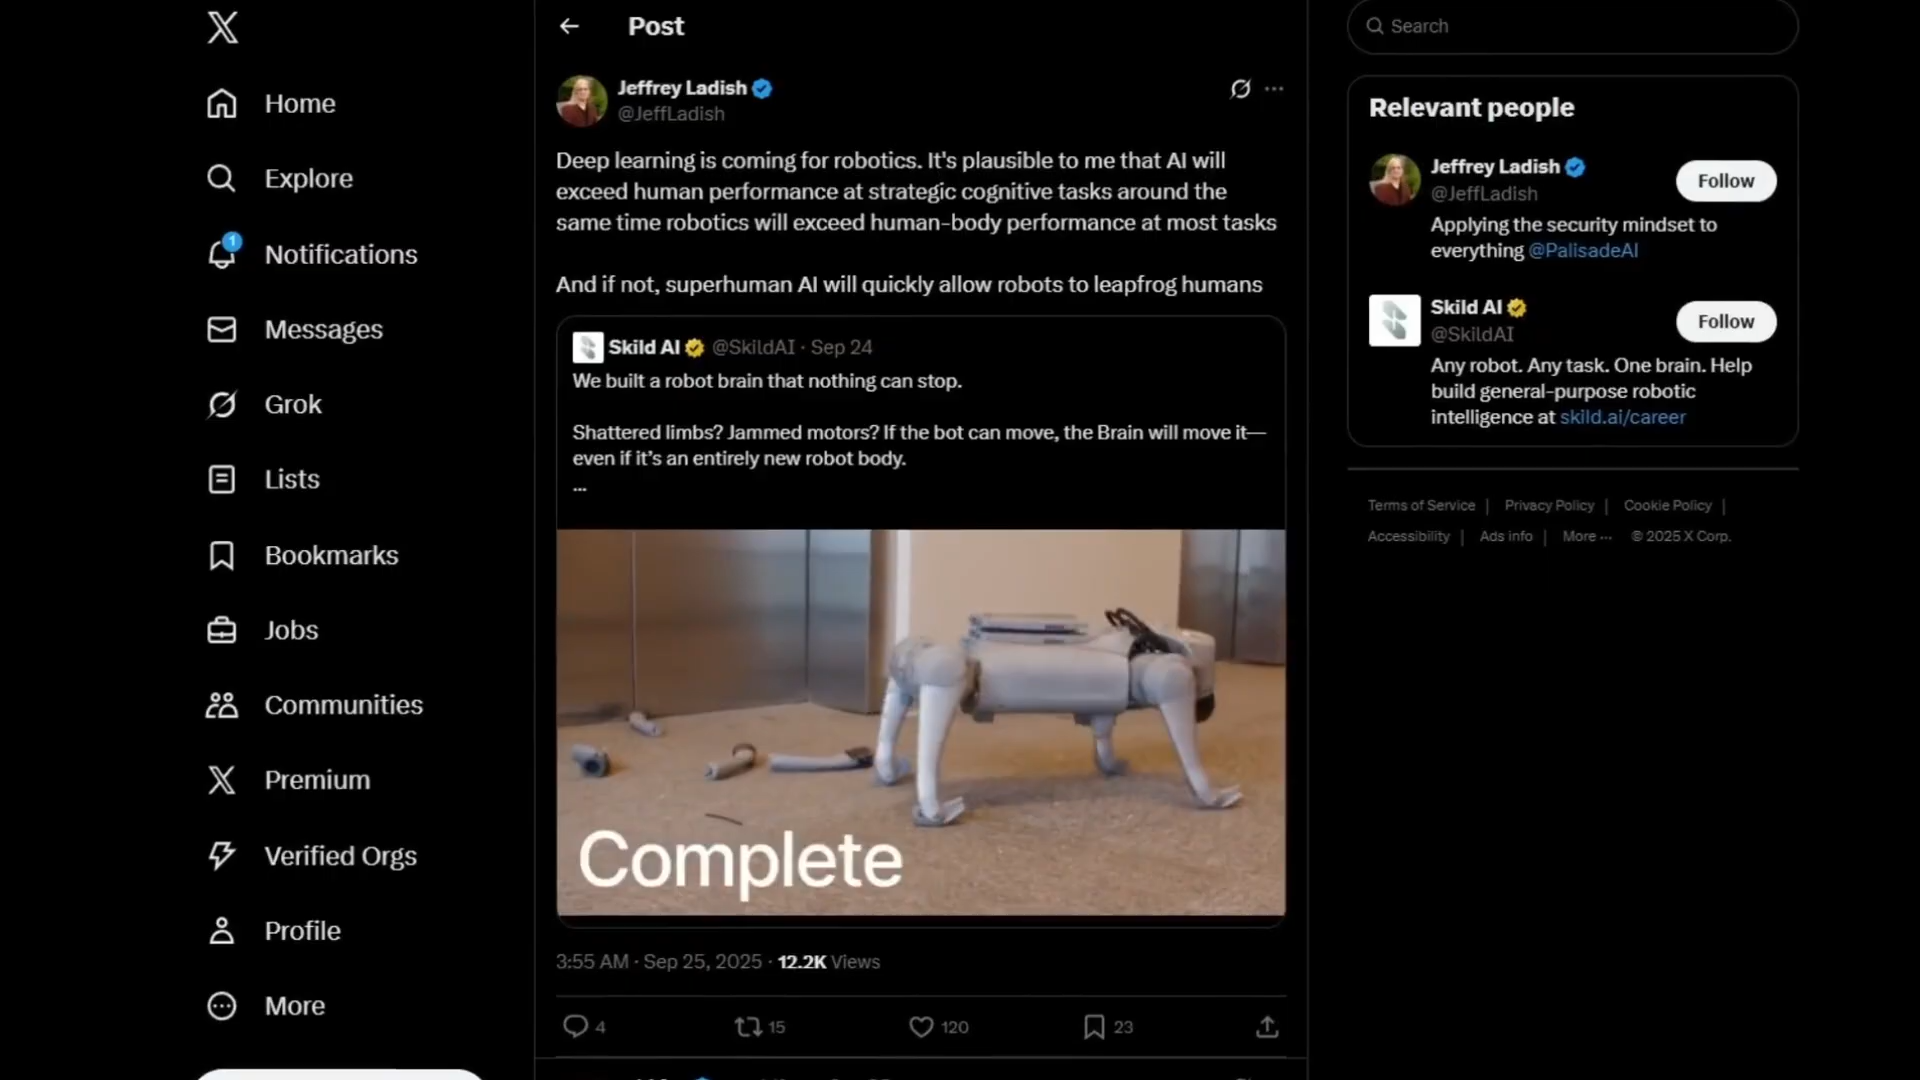 Home
Explore
1
Notifications
Messages
Grok
Lists
Bookmarks
Jobs
Communities
Premium
Verified Orgs
Profile
More
Post
Jeffrey Ladish
@JeffLadish
Deep learning is coming for robotics. It's plausible to me that AI will
exceed human performance at strategic cognitive tasks around the
same time robotics will exceed human-body performance at most tasks
And if not, superhuman AI will quickly allow robots to leapfrog humans
Skild AI @SkildAI · Sep 24
We built a robot brain that nothing can stop.
Shattered limbs? Jammed motors? If the bot can move, the Brain will move it—
even if it's an entirely new robot body.
...
Complete
3:55 AM · Sep 25, 2025 · 12.2K Views
4 15 120 23
Search
Relevant people
Jeffrey Ladish
@JeffLadish
Follow
Applying the security mindset to
everything @PalisadeAI
Skild AI
@SkildAI
Follow
Any robot. Any task. One brain. Help
build general-purpose robotic
intelligence at skild.ai/career
Terms of Service | Privacy Policy | Cookie Policy |
Accessibility | Ads info | More ... © 2025 X Corp.